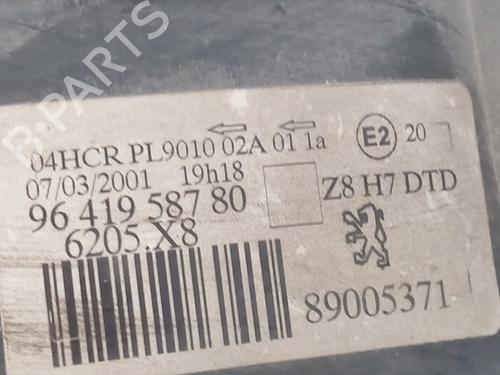 B-PARTS
04HCR PL9010 02A 01 1a
E2 20
07/03/2001 19h18
96 419 587 80
Z8 H7 DTD
6205.X8
89005371